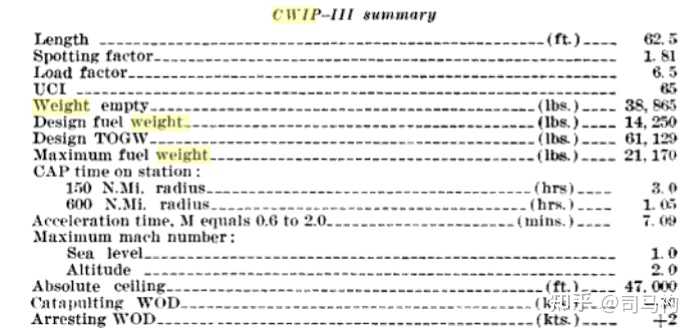 CWIP-III summary
Length (ft.) 62.5
Spotting factor 1.81
Load factor 6.5
UCI 65
Weight empty (lbs.) 38,865
Design fuel weight (lbs.) 14,250
Design TOGW (lbs.) 61,129
Maximum fuel weight (lbs.) 21,170
CAP time on station:
150 N.Mi. radius (hrs) 3.0
600 N.Mi. radius (hrs.) 1.05
Acceleration time, M equals 0.6 to 2.0 (mins.) 7.09
Maximum mach number:
Sea level 1.0
Altitude 2.0
Absolute ceiling (ft.) 47,000
Catapulting WOD
Arresting WOD (kts.) +2
知乎 @司马